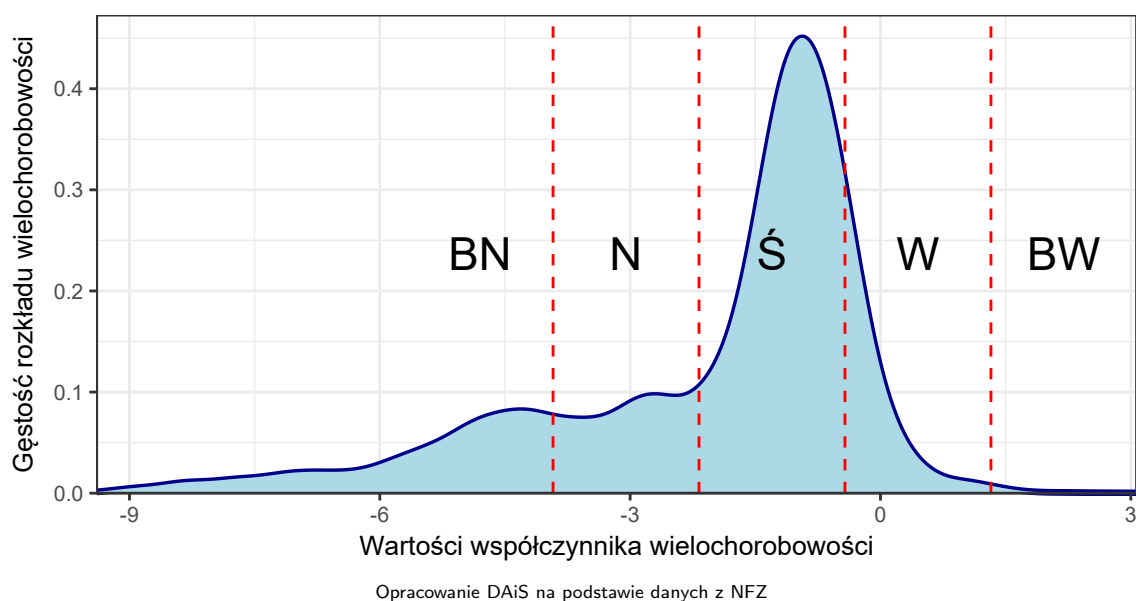 Gęstość rozkładu wielochorobowości
0.4
0.3
0.2
0.1
0.0
BN N Ś W BW
-9 -6 -3 0 3
Wartości współczynnika wielochorobowości
Opracowanie DAiS na podstawie danych z NFZ